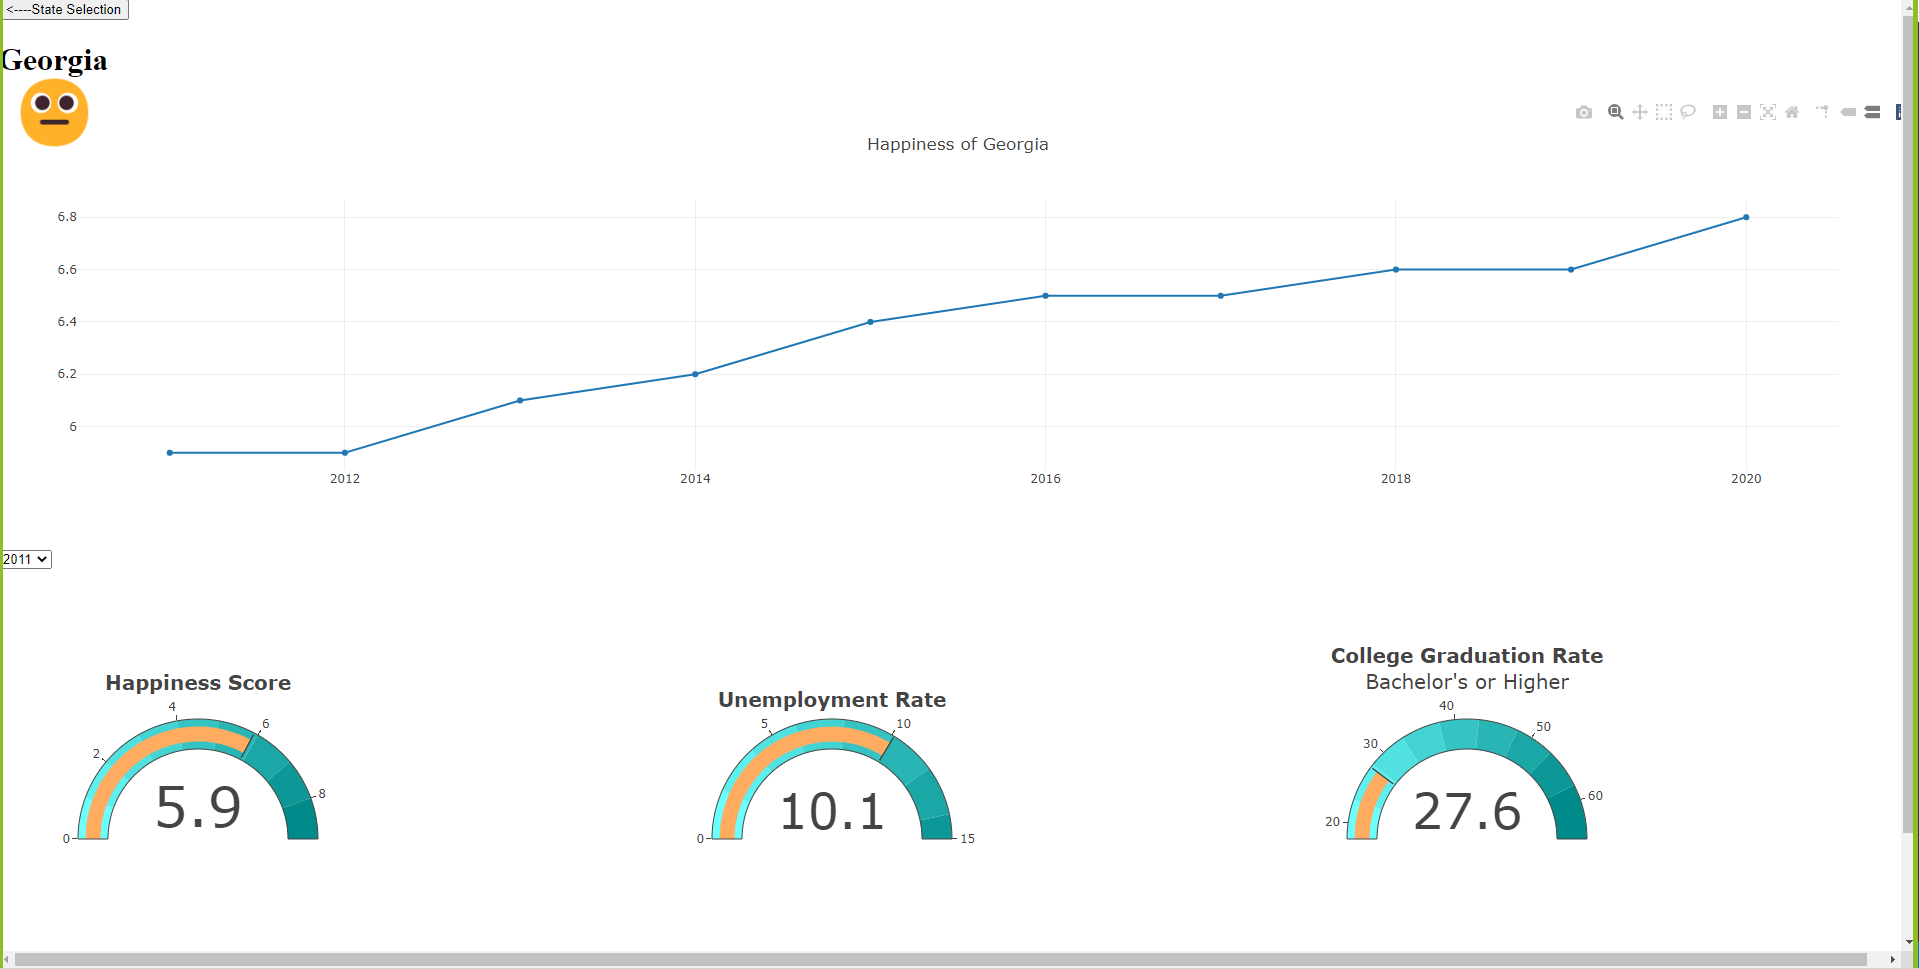 <----State Selection
Georgia
Happiness of Georgia
6.8
6.6
6.4
6.2
6
2012 2014 2016 2018 2020
2011
Happiness Score
0 2 4 6 8
5.9
Unemployment Rate
0 5 10 15
10.1
College Graduation Rate
Bachelor's or Higher
20 30 40 50 60
27.6